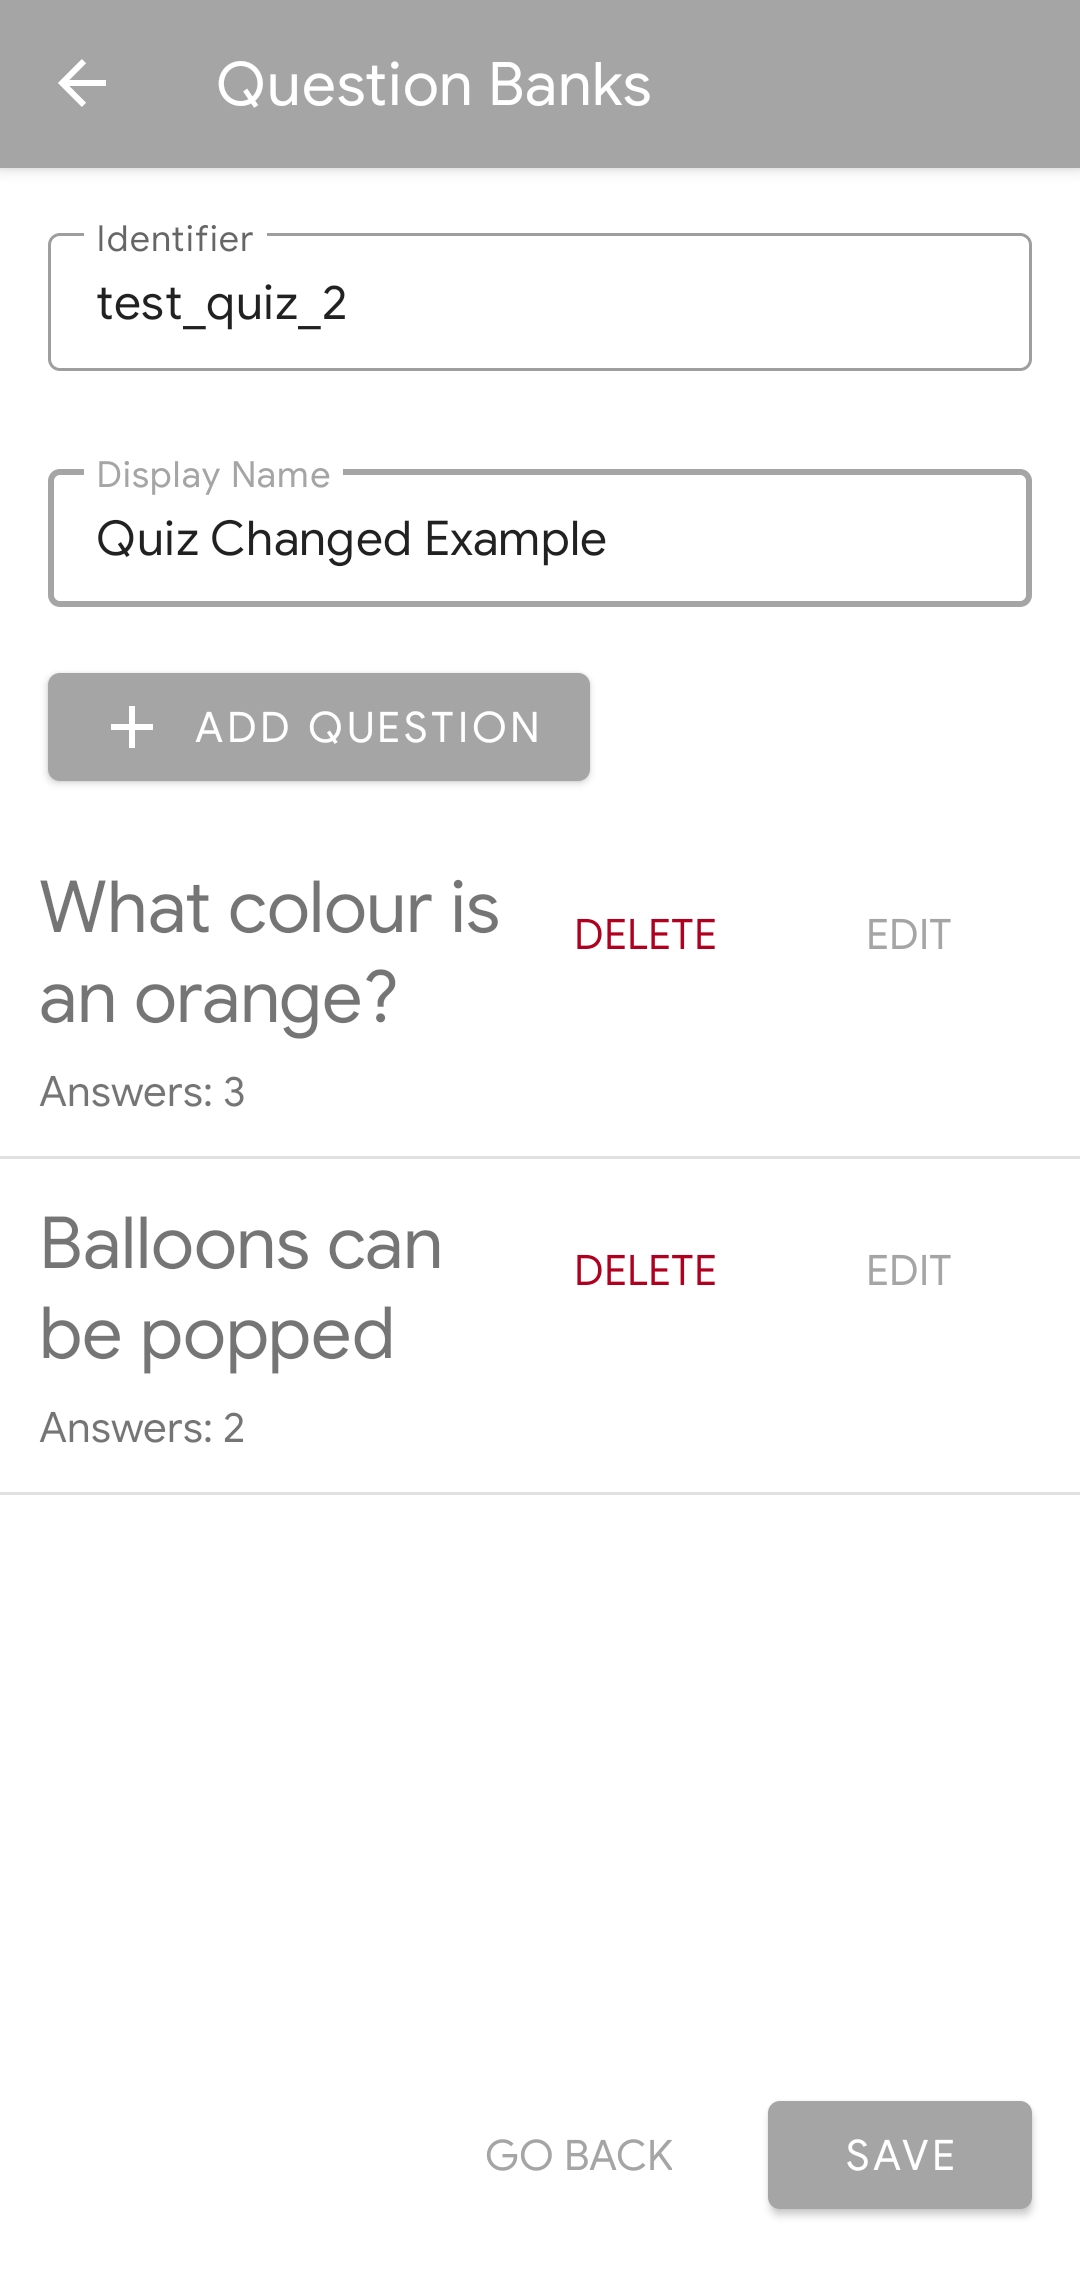 Question Banks
Identifier
test_quiz_2
Display Name
Quiz Changed Example
ADD QUESTION
What colour is
an orange?
DELETE
EDIT
Answers: 3
Balloons can
be popped
DELETE
EDIT
Answers: 2
GO BACK
SAVE